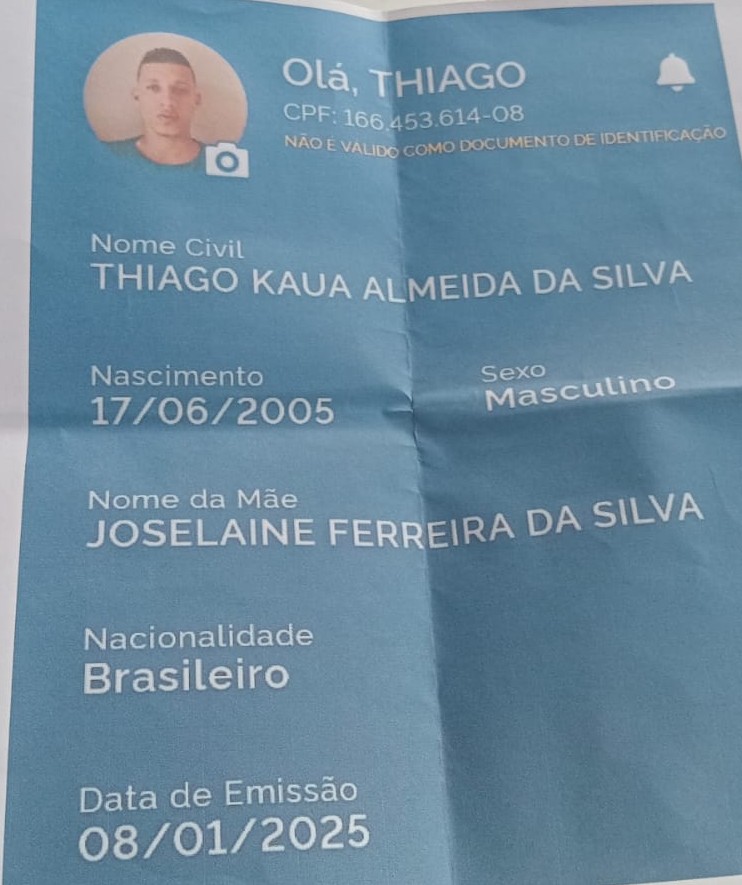 Olá, THIAGO
CPF: 166.453.614-08
NÃO É VÁLIDO COMO DOCUMENTO DE IDENTIFICAÇÃO
Nome Civil
THIAGO KAUA ALMEIDA DA SILVA
Nascimento
17/06/2005
Sexo
Masculino
Nome da Mãe
JOSELAINE FERREIRA DA SILVA
Nacionalidade
Brasileiro
Data de Emissão
08/01/2025